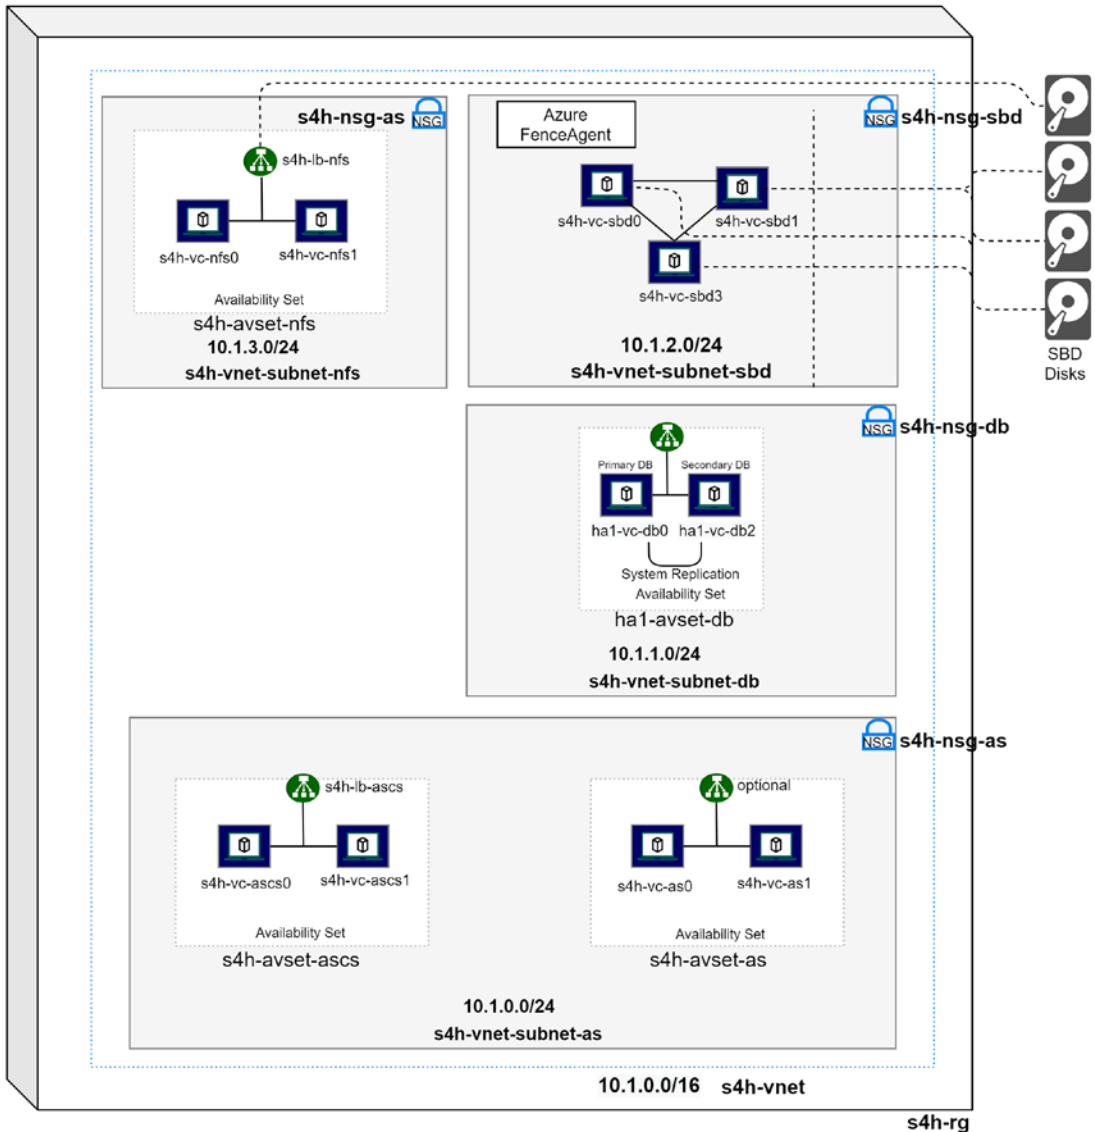 s4h-nsg-as
NSG
s4h-lb-nfs
s4h-vc-nfs0
s4h-vc-nfs1
Availability Set
s4h-avset-nfs
10.1.3.0/24
s4h-vnet-subnet-nfs
Azure
FenceAgent
NSG
s4h-nsg-sbd
s4h-vc-sbd0
s4h-vc-sbd1
s4h-vc-sbd3
10.1.2.0/24
s4h-vnet-subnet-sbd
SBD
Disks
NSG
s4h-nsg-db
Primary DB
Secondary DB
ha1-vc-db0
ha1-vc-db2
System Replication
Availability Set
ha1-avset-db
10.1.1.0/24
s4h-vnet-subnet-db
NSG
s4h-nsg-as
s4h-lb-ascs
s4h-vc-ascs0
s4h-vc-ascs1
Availability Set
s4h-avset-ascs
optional
s4h-vc-as0
s4h-vc-as1
Availability Set
s4h-avset-as
10.1.0.0/24
s4h-vnet-subnet-as
10.1.0.0/16
s4h-vnet
s4h-rg